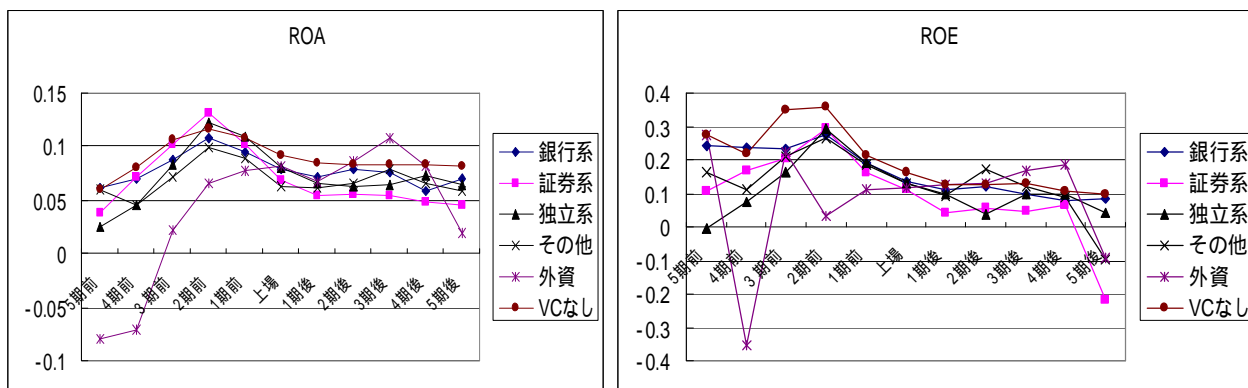 ROA
0.15
0.1
0.05
0
-0.05
-0.1
5期前
4期前
3期前
2期前
1期前
上場
1期後
2期後
3期後
4期後
5期後
銀行系
証券系
独立系
その他
外資
VCなし
ROE
0.4
0.3
0.2
0.1
0
-0.1
-0.2
-0.3
-0.4
5期前
4期前
3期前
2期前
1期前
上場
1期後
2期後
3期後
4期後
5期後
銀行系
証券系
独立系
その他
外資
VCなし